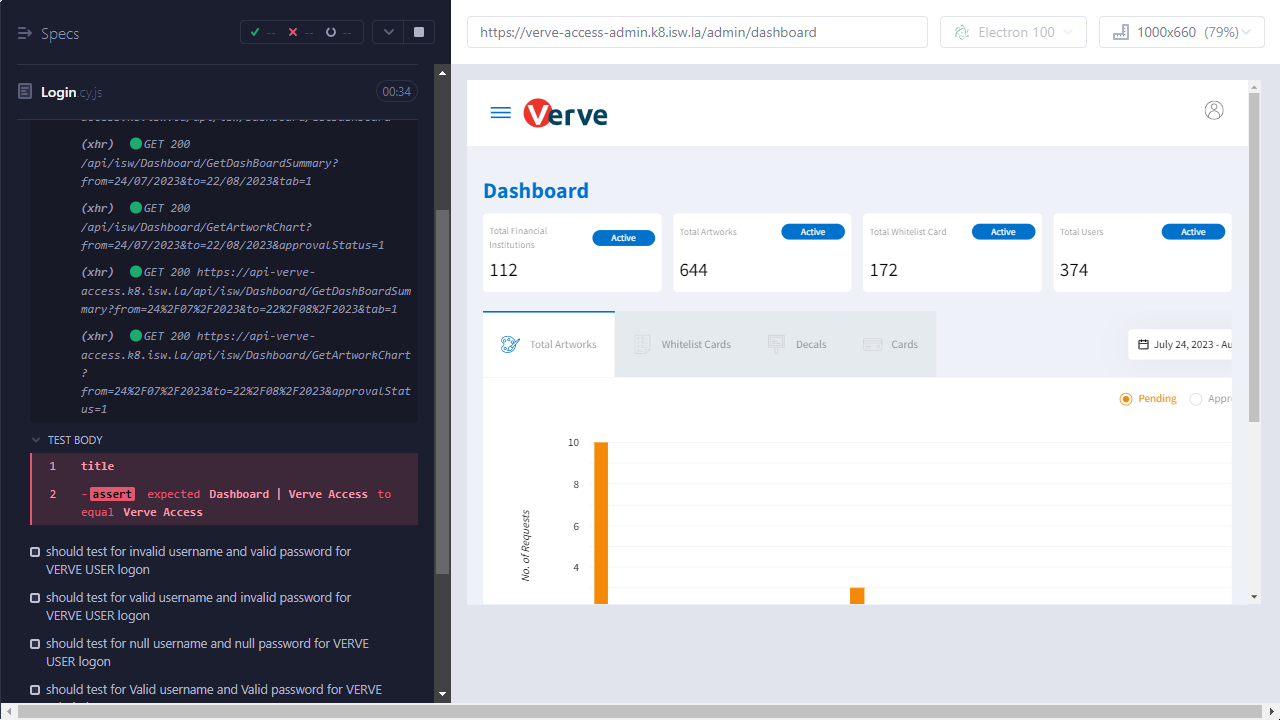 Specs
-- -- --
Login.cy.js
00:34
(xhr) GET 200
/api/isw/Dashboard/GetDashBoardSummary?
from=24/07/2023&to=22/08/2023&tab=1
(xhr) GET 200
/api/isw/Dashboard/GetArtworkChart?
from=24/07/2023&to=22/08/2023&approvalStatus=1
(xhr) GET 200 https://api-verve-
access.k8.isw.la/api/isw/Dashboard/GetDashBoardSum
mary?from=24%2F07%2F2023&to=22%2F08%2F2023&tab=1
(xhr) GET 200 https://api-verve-
access.k8.isw.la/api/isw/Dashboard/GetArtworkChart
?
from=24%2F07%2F2023&to=22%2F08%2F2023&approvalStat
us=1
TEST BODY
1 title
2 -assert expected Dashboard | Verve Access to
equal Verve Access
should test for invalid username and valid password for
VERVE USER logon
should test for valid username and invalid password for
VERVE USER logon
should test for null username and null password for VERVE
USER logon
should test for Valid username and Valid password for VERVE
https://verve-access-admin.k8.isw.la/admin/dashboard
Electron 100
1000x660 (79%)
Verve
Dashboard
Total Financial
Institutions
Active
112
Total Artworks
Active
644
Total Whitelist Card
Active
172
Total Users
Active
374
Total Artworks
Whitelist Cards
Decals
Cards
July 24, 2023 - Au
Pending
Appr
10
8
6
4
No. of Requests